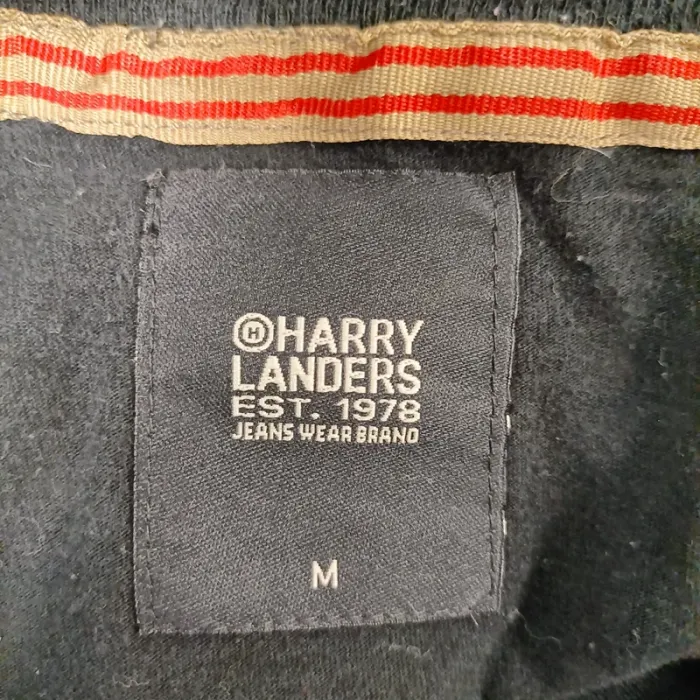 HARRY
LANDERS
EST. 1978
JEANS WEAR BRAND
M